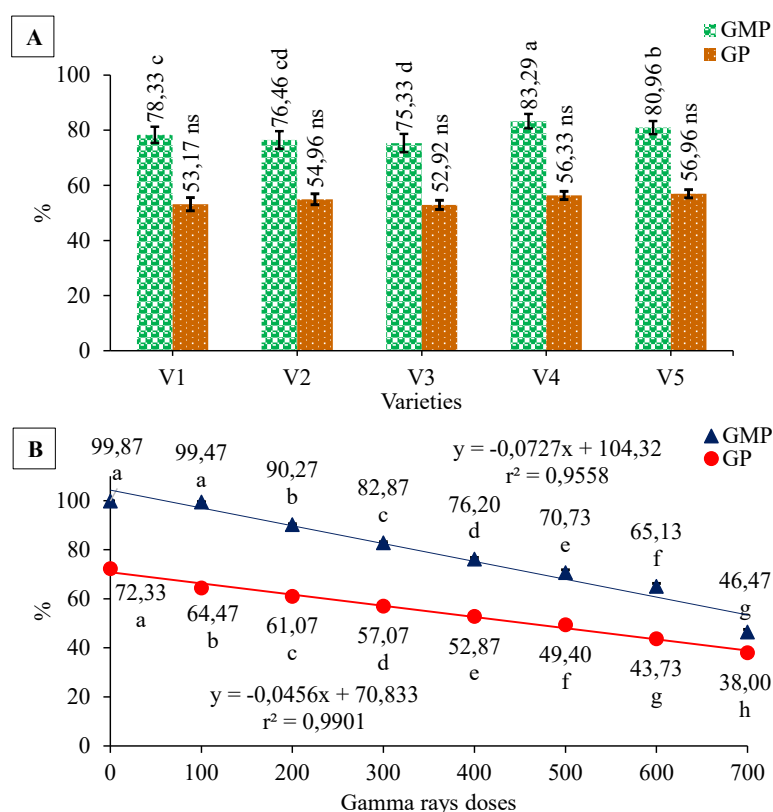 A
GMP
GP
%
100
80
60
40
20
0
78,33 c
53,17 ns
76,46 cd
54,96 ns
75,33 d
52,92 ns
83,29 a
56,33 ns
80,96 b
56,96 ns
V1 V2 V3 V4 V5
Varieties
B
GMP
GP
y = -0,0727x + 104,32
r² = 0,9558
%
100
80
60
40
20
0
99,87
a
99,47
a
90,27
b
82,87
c
76,20
d
70,73
e
65,13
f
46,47
g
72,33
a
64,47
b
61,07
c
57,07
d
52,87
e
49,40
f
43,73
g
38,00
h
y = -0,0456x + 70,833
r² = 0,9901
0 100 200 300 400 500 600 700
Gamma rays doses